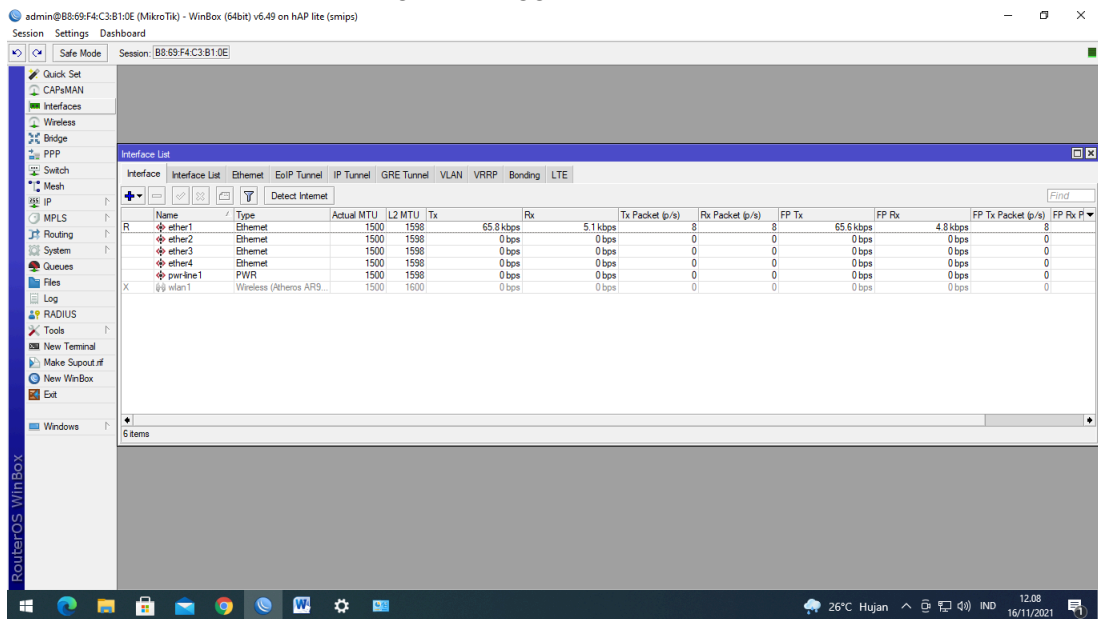 admin@B8:69:F4:C3:B1:0E (MikroTik) - WinBox (64bit) v6.49 on hAP lite (smips)
Session Settings Dashboard
Safe Mode Session: B8:69:F4:C3:B1:0E
Quick Set
CAPsMAN
Interfaces
Wireless
Bridge
PPP
Switch
Mesh
IP
MPLS
Routing
System
Queues
Files
Log
RADIUS
Tools
New Terminal
Make Supout.rif
New WinBox
Exit
Windows
RouterOS WinBox
Interface List
Interface Interface List Ethernet EoIP Tunnel IP Tunnel GRE Tunnel VLAN VRRP Bonding LTE
Detect Internet Find
Name Type Actual MTU L2 MTU Tx Rx Tx Packet (p/s) Rx Packet (p/s) FP Tx FP Rx FP Tx Packet (p/s) FP Rx P
R ether1 Ethernet 1500 1598 65.8 kbps 5.1 kbps 8 8 65.6 kbps 4.8 kbps 8
ether2 Ethernet 1500 1598 0 bps 0 bps 0 0 0 bps 0 bps 0
ether3 Ethernet 1500 1598 0 bps 0 bps 0 0 0 bps 0 bps 0
ether4 Ethernet 1500 1598 0 bps 0 bps 0 0 0 bps 0 bps 0
pwr-line1 PWR 1500 1598 0 bps 0 bps 0 0 0 bps 0 bps 0
X wlan1 Wireless (Atheros AR9... 1500 1600 0 bps 0 bps 0 0 0 bps 0 bps 0
6 items
26°C Hujan IND 12.08
16/11/2021